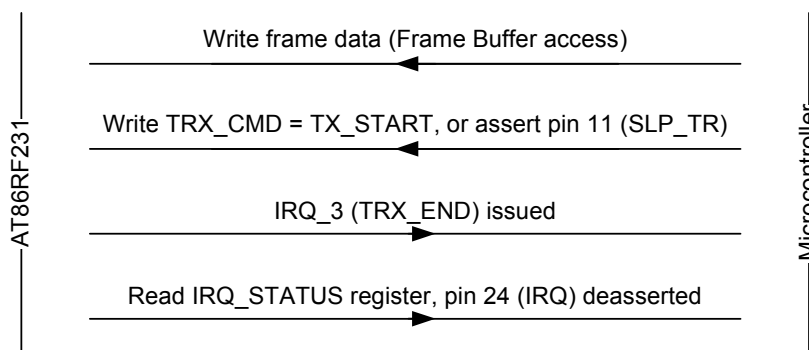 Write frame data (Frame Buffer access)
Write TRX_CMD = TX_START, or assert pin 11 (SLP_TR)
IRQ_3 (TRX_END) issued
Read IRQ_STATUS register, pin 24 (IRQ) deasserted
AT86RF231
Microcontroller